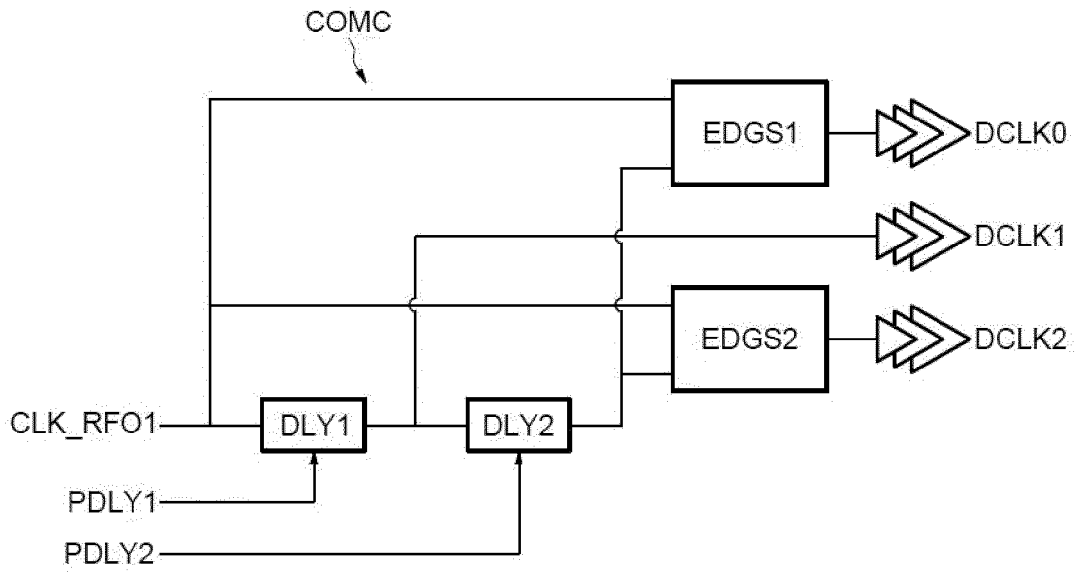 COMC
EDGS1
DCLK0
DCLK1
EDGS2
DCLK2
CLK_RFO1
DLY1
DLY2
PDLY1
PDLY2